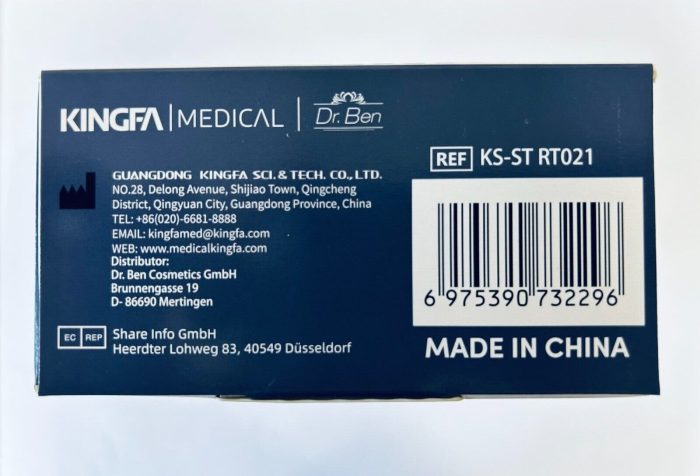 KINGFA | MEDICAL | Dr. Ben
REF KS-ST RT021
GUANGDONG KINGFA SCI. & TECH. CO., LTD.
NO.28, Delong Avenue, Shijiao Town, Qingcheng
District, Qingyuan City, Guangdong Province, China
TEL: +86(020)-6681-8888
EMAIL: kingfamed@kingfa.com
WEB: www.medicalkingfa.com
Distributor:
Dr. Ben Cosmetics GmbH
Brunnengasse 19
D- 86690 Mertingen
EC REP
Share Info GmbH
Heerdter Lohweg 83, 40549 Düsseldorf
6 975390 732296
MADE IN CHINA